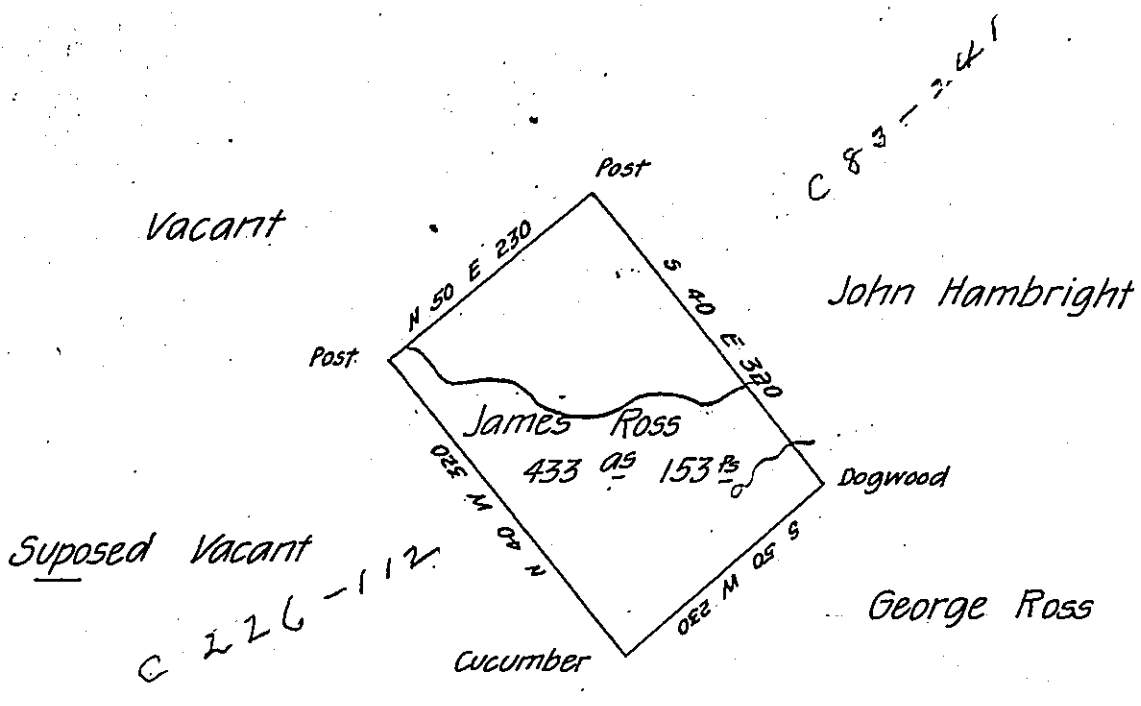 C 83-241
Post
Vacant
N 50 E 230
S 40 E 320
John Hambright
Post
James Ross
433 as 153 ps
N 40 W 320
Dogwood
Suposed Vacant
S 50 W 230
C 226-112
George Ross
Cucumber